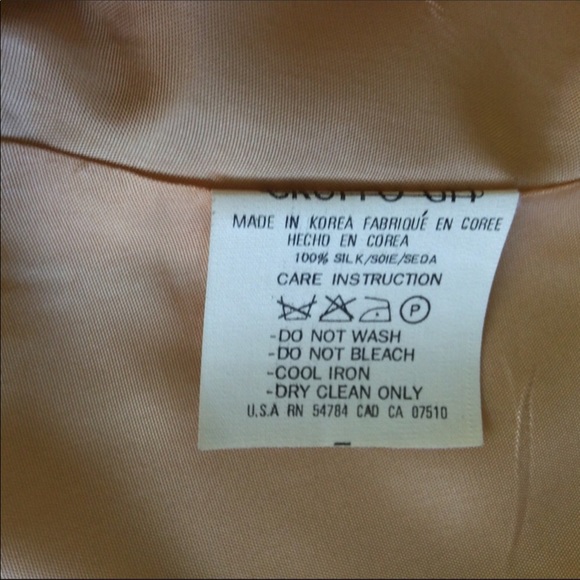 MADE IN KOREA FABRIQUÉ EN COREE
HECHO EN COREA
100% SILK/SOIE/SEDA
CARE INSTRUCTION
P
-DO NOT WASH
-DO NOT BLEACH
-COOL IRON
-DRY CLEAN ONLY
U.S.A RN 54784 CAD CA 07510